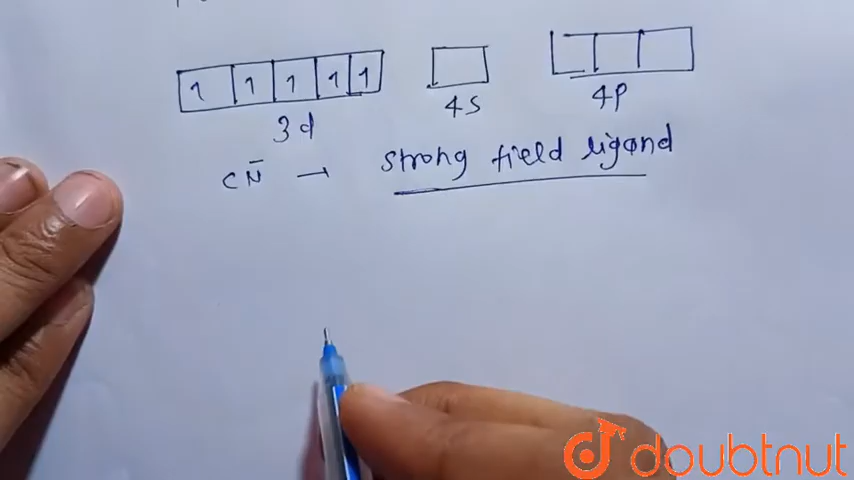 1 1 1 1 1
3d 4s 4p
CN⁻ → strong field ligand
doubtnut